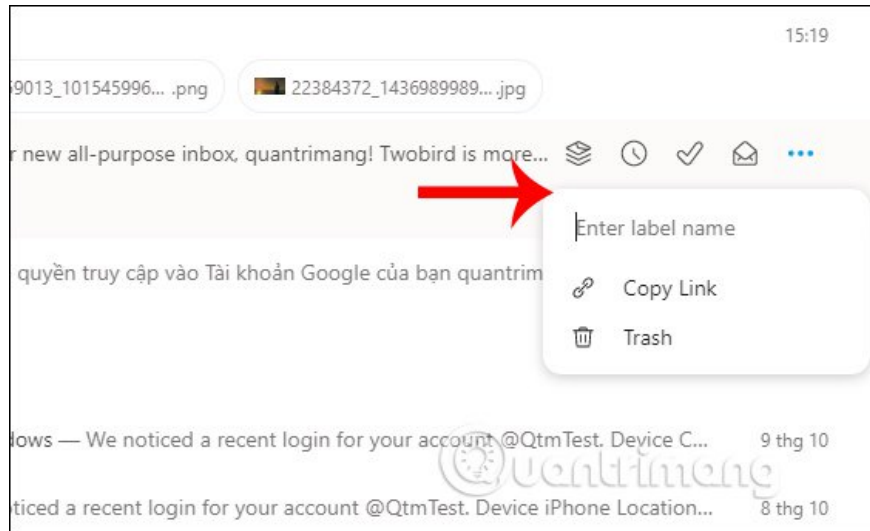 15:19
59013_101545996... .png
22384372_1436989989... .jpg
r new all-purpose inbox, quantrimang! Twobird is more...
Enter label name
quyền truy cập vào Tài khoản Google của bạn quantrim
Copy Link
Trash
dows — We noticed a recent login for your account @QtmTest. Device C... 9 thg 10
Quantrimang
ticed a recent login for your account @QtmTest. Device iPhone Location... 8 thg 10